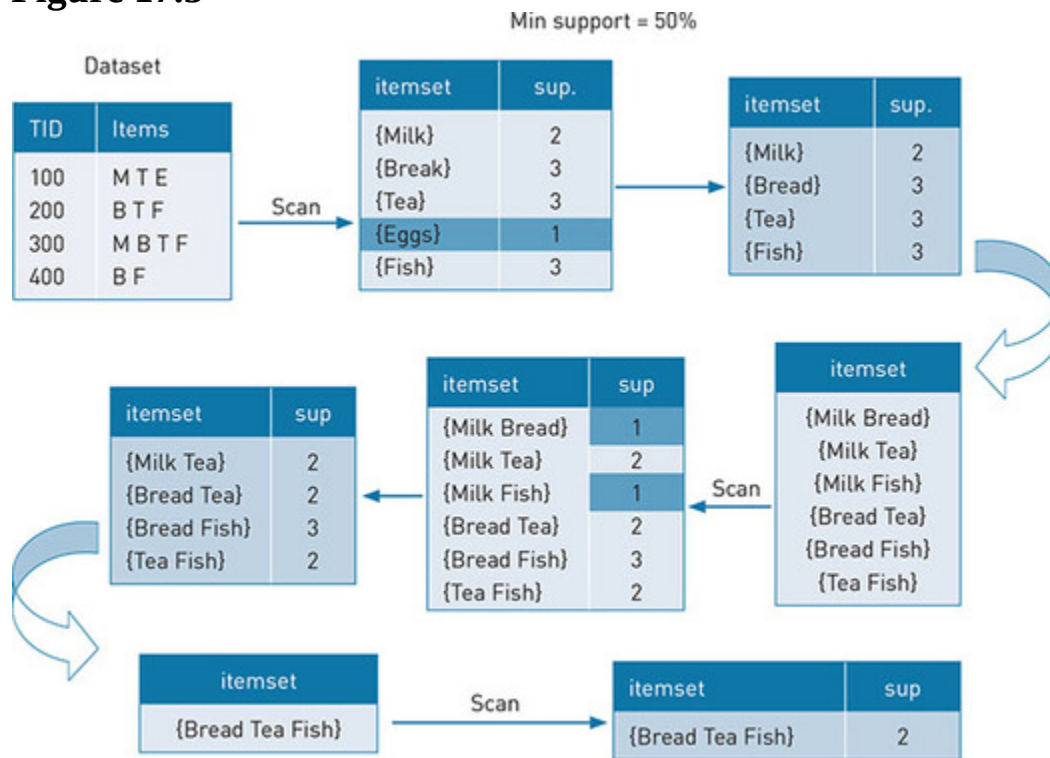 Min support = 50%
Dataset
TID Items
100 M T E
200 B T F
300 M B T F
400 B F
Scan
itemset sup.
{Milk} 2
{Break} 3
{Tea} 3
{Eggs} 1
{Fish} 3
itemset sup.
{Milk} 2
{Bread} 3
{Tea} 3
{Fish} 3
itemset
{Milk Bread}
{Milk Tea}
{Milk Fish}
{Bread Tea}
{Bread Fish}
{Tea Fish}
Scan
itemset sup
{Milk Bread} 1
{Milk Tea} 2
{Milk Fish} 1
{Bread Tea} 2
{Bread Fish} 3
{Tea Fish} 2
itemset sup
{Milk Tea} 2
{Bread Tea} 2
{Bread Fish} 3
{Tea Fish} 2
itemset
{Bread Tea Fish}
Scan
itemset sup
{Bread Tea Fish} 2